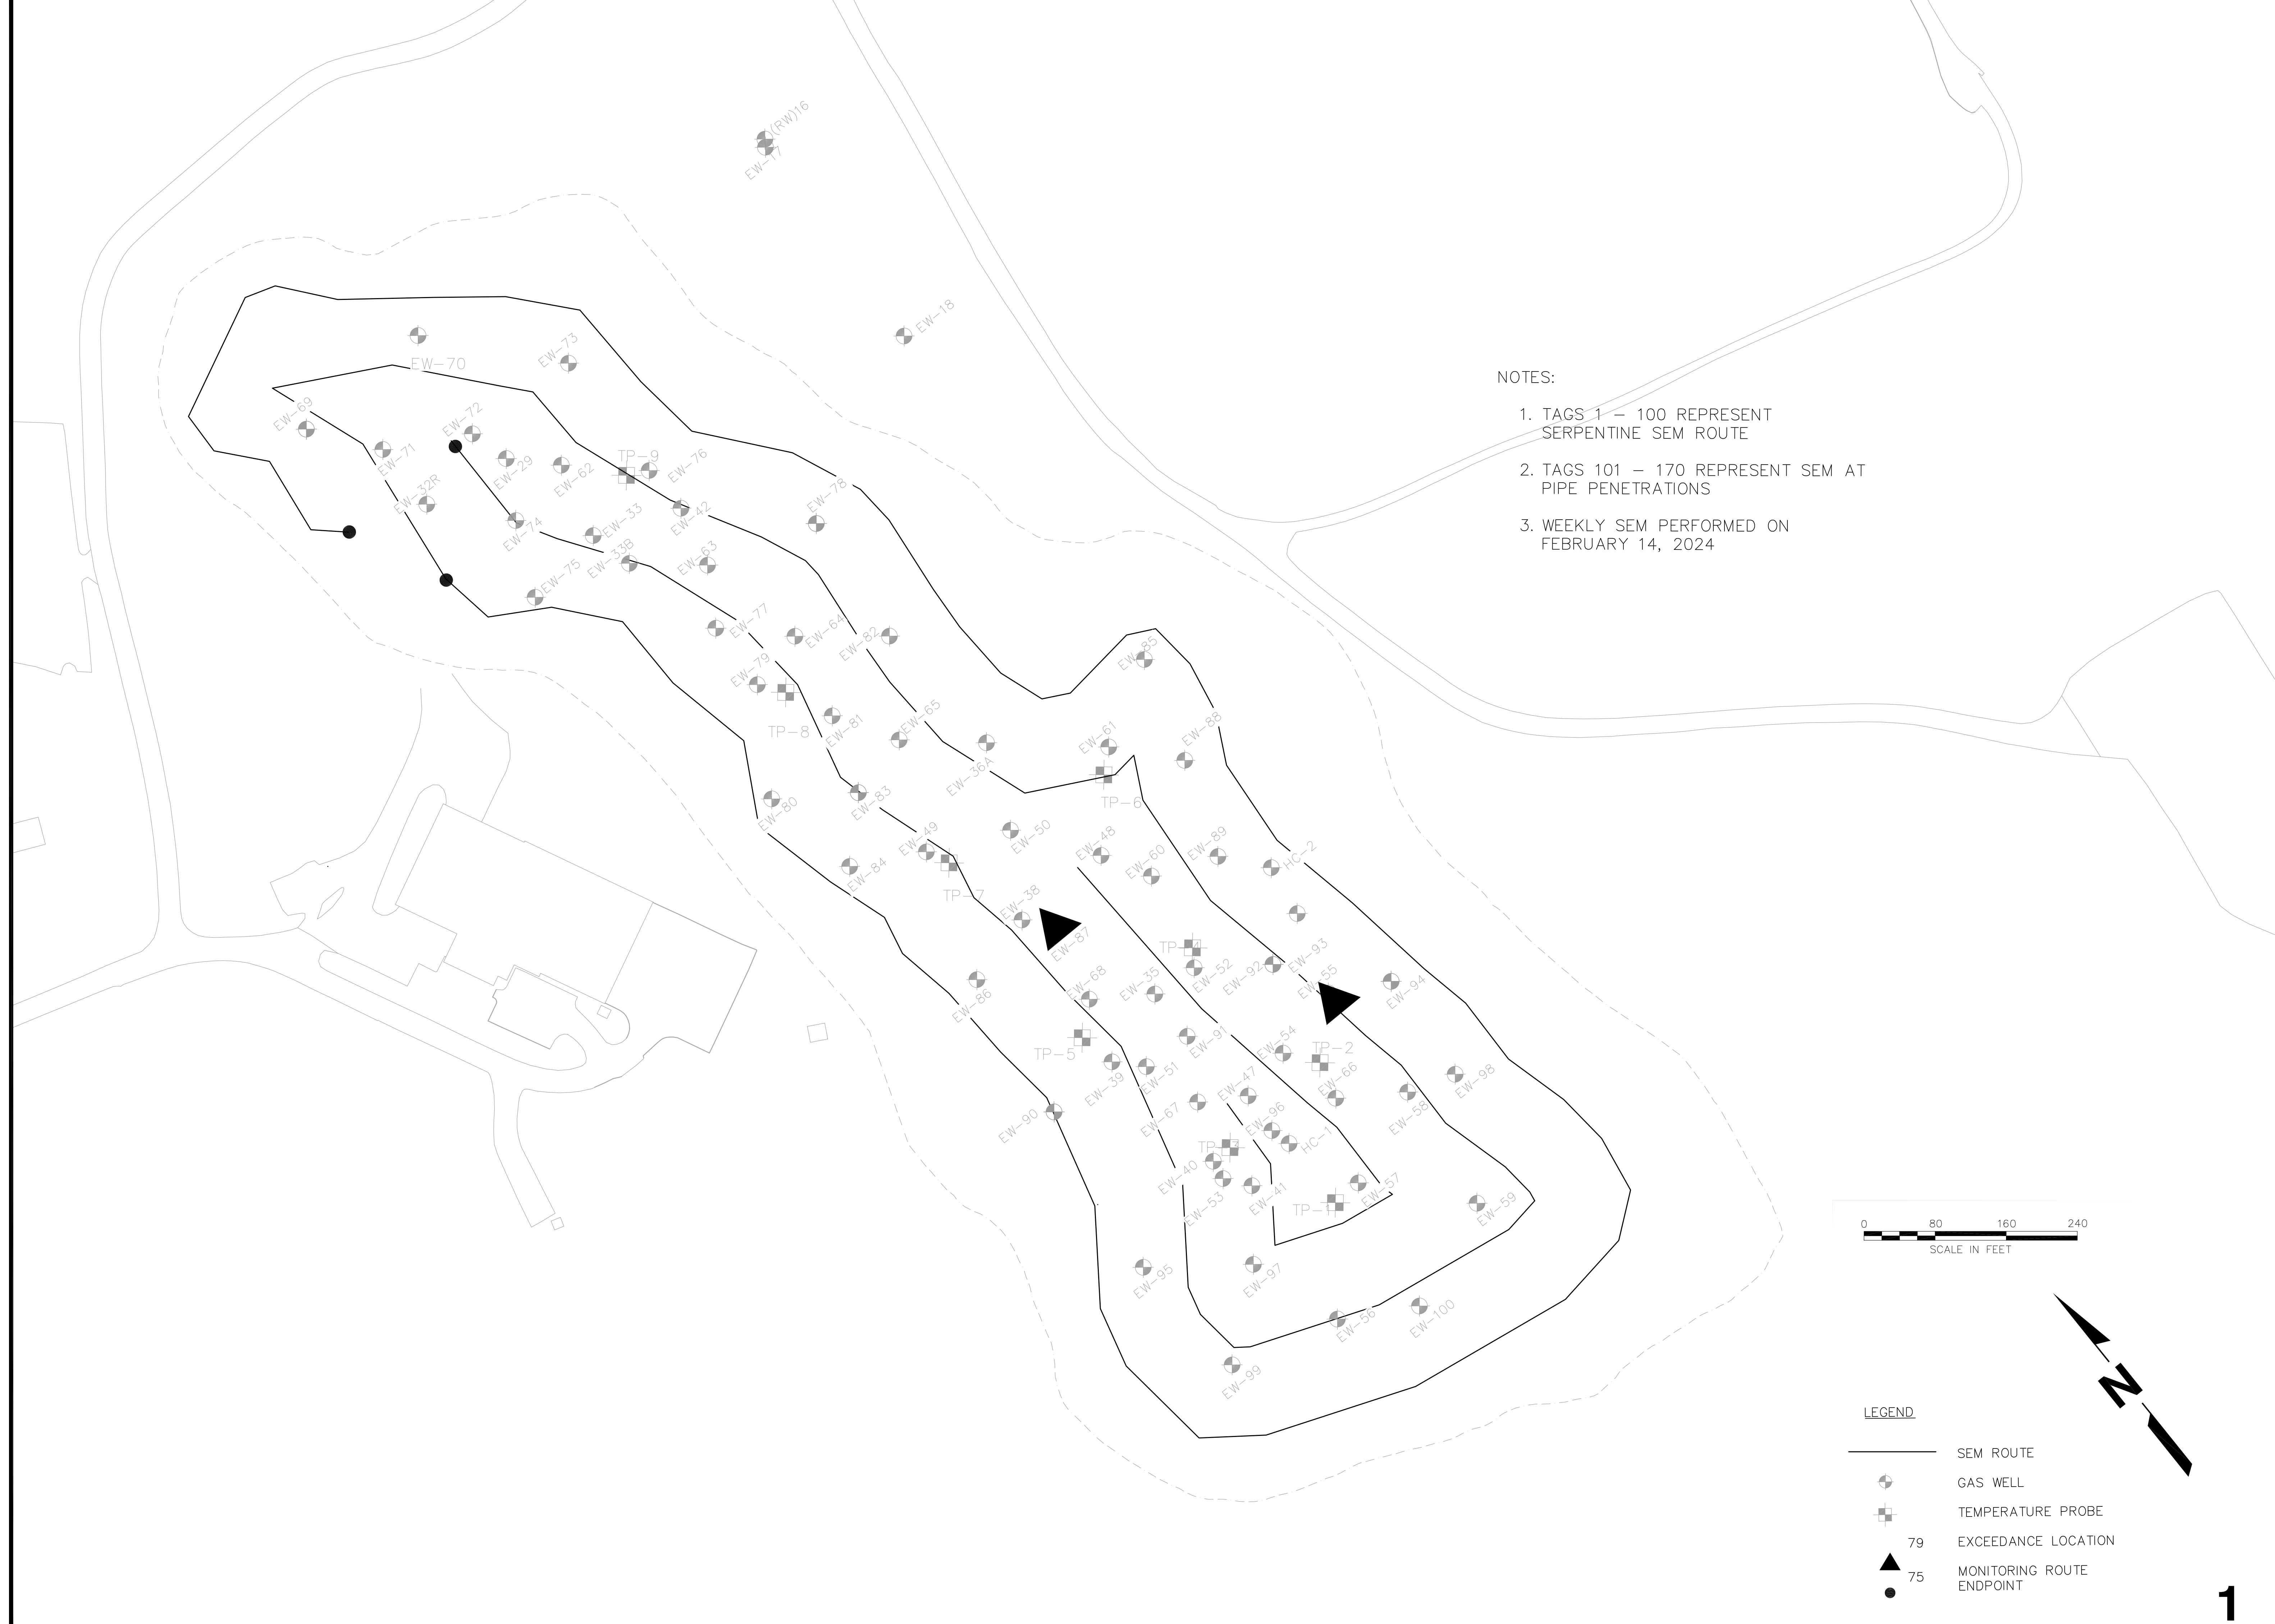 (RW)16
EW-17
EW-18
EW-73
EW-70
EW-69
EW-72
EW-71
EW-29
EW-62
TP-9
EW-76
EW-78
EW-32R
EW-42
EW-74
EW-33
EW-33B
EW-63
EW-75
EW-77
EW-64
EW-82
EW-85
EW-79
TP-8
EW-81
EW-65
EW-61
EW-88
EW-36A
TP-6
EW-80
EW-83
EW-49
EW-50
EW-48
EW-60
EW-89
HC-2
EW-84
TP-7
EW-38
EW-87
EW-68
EW-35
EW-52
EW-92
EW-93
EW-55
EW-94
EW-86
TP-5
EW-39
EW-51
EW-91
EW-54
TP-2
EW-66
EW-98
EW-90
EW-67
EW-47
EW-96
HC-1
EW-58
EW-40
EW-53
EW-41
TP-1
EW-57
EW-59
EW-95
EW-97
EW-56
EW-100
EW-99
NOTES:
1. TAGS 1 – 100 REPRESENT
SERPENTINE SEM ROUTE
2. TAGS 101 – 170 REPRESENT SEM AT
PIPE PENETRATIONS
3. WEEKLY SEM PERFORMED ON
FEBRUARY 14, 2024
0 80 160 240
SCALE IN FEET
N
LEGEND
SEM ROUTE
GAS WELL
TEMPERATURE PROBE
79 EXCEEDANCE LOCATION
75 MONITORING ROUTE
ENDPOINT
1